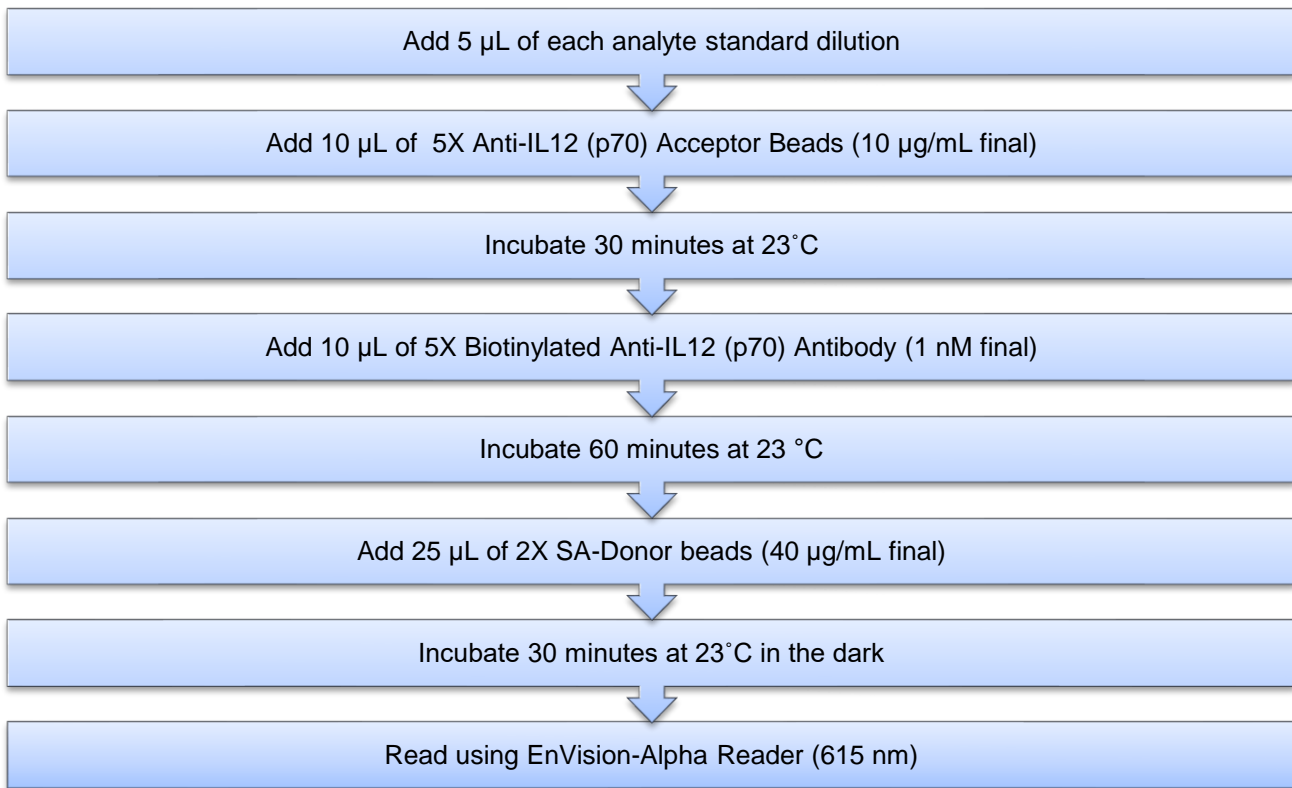 Add 5 µL of each analyte standard dilution
Add 10 µL of  5X Anti-IL12 (p70) Acceptor Beads (10 µg/mL final)
Incubate 30 minutes at 23˚C
Add 10 µL of 5X Biotinylated Anti-IL12 (p70) Antibody (1 nM final)
Incubate 60 minutes at 23 °C
Add 25 µL of 2X SA-Donor beads (40 µg/mL final)
Incubate 30 minutes at 23˚C in the dark
Read using EnVision-Alpha Reader (615 nm)